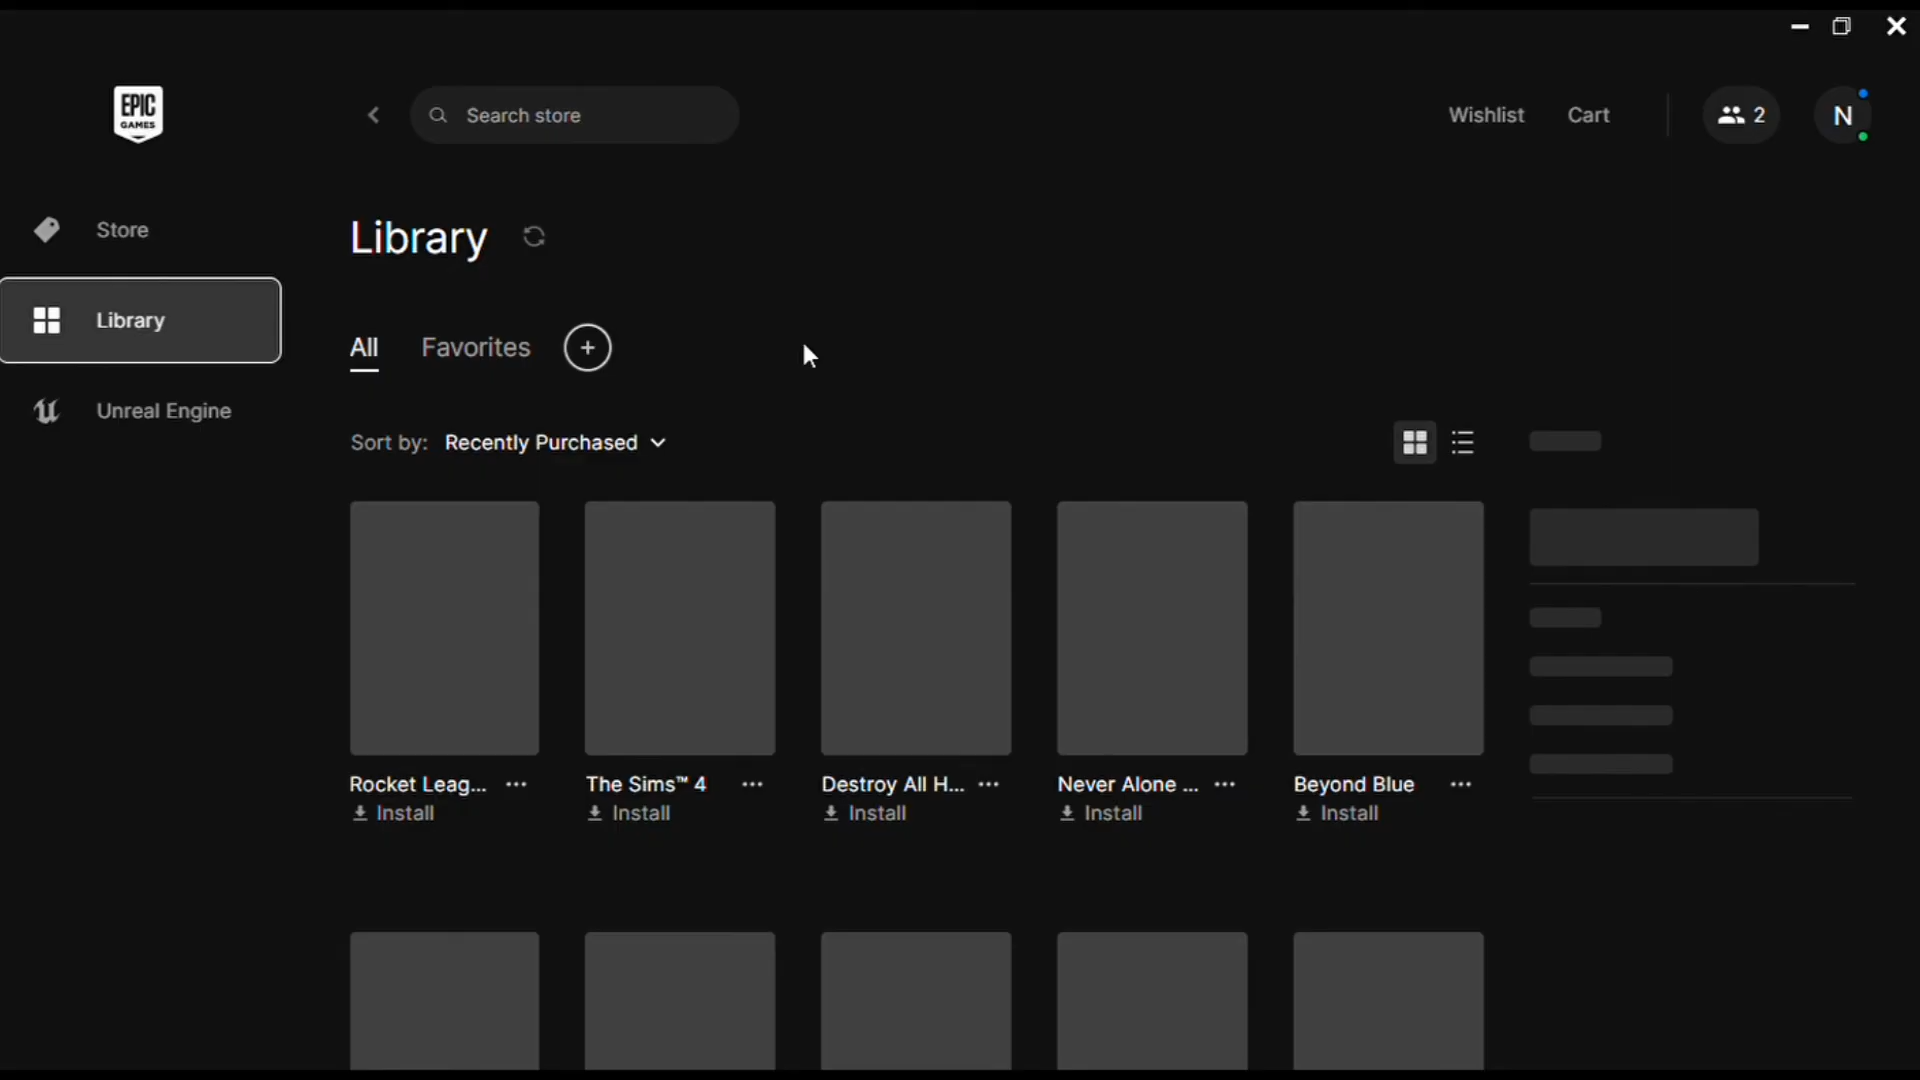 EPIC
GAMES
Search store
Wishlist
Cart
2
N
Store
Library
Unreal Engine
Library
All
Favorites
Sort by: Recently Purchased
Rocket Leag...
Install
The Sims™ 4
Install
Destroy All H...
Install
Never Alone ...
Install
Beyond Blue
Install